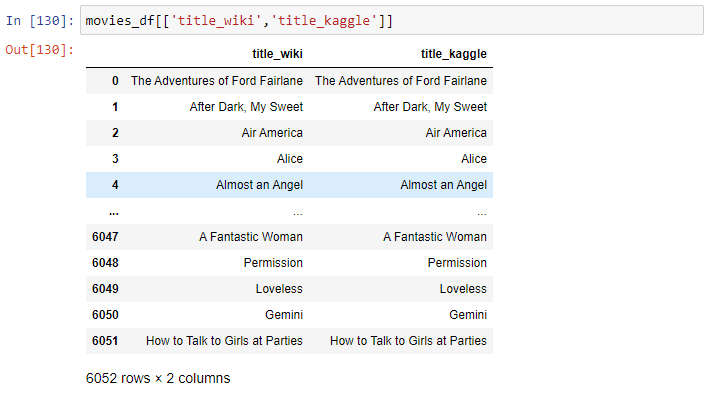 In [130]: movies_df[['title_wiki','title_kaggle']]
Out[130]:
title_wiki title_kaggle
0 The Adventures of Ford Fairlane The Adventures of Ford Fairlane
1 After Dark, My Sweet After Dark, My Sweet
2 Air America Air America
3 Alice Alice
4 Almost an Angel Almost an Angel
... ... ...
6047 A Fantastic Woman A Fantastic Woman
6048 Permission Permission
6049 Loveless Loveless
6050 Gemini Gemini
6051 How to Talk to Girls at Parties How to Talk to Girls at Parties
6052 rows × 2 columns